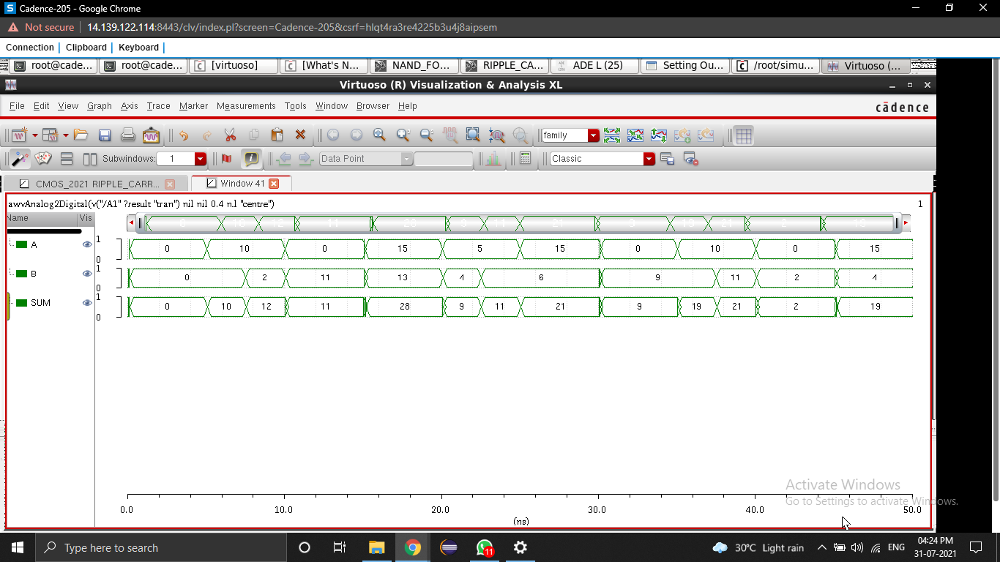 Cadence-205 - Google Chrome
Not secure 14.139.122.114:8443/clv/index.pl?screen=Cadence-205&csrf=hlqt4ra3re4225b3u4j8aipsem
Connection Clipboard Keyboard
root@cade... root@cade... [virtuoso] [What's N... NAND_FO... RIPPLE_CA... ADE L (25) Setting Ou... /root/simu... Virtuoso (...
Virtuoso (R) Visualization & Analysis XL
File Edit View Graph Axis Trace Marker Measurements Tools Window Browser Help cādence
family
Subwindows: 1 Data Point Classic
CMOS_2021 RIPPLE_CARR... Window 41
awvAnalog2Digital(v("/A1" ?result "tran") nil nil 0.4 n.l "centre") 1
Name Vis
11 28 11 21 9 19 21 2 19
A 1 0 0 10 0 15 5 15 0 10 0 15
B 1 0 0 2 11 13 4 6 9 11 2 4
SUM 1 0 0 10 12 11 28 9 11 21 9 19 21 2 19
0.0 10.0 20.0 30.0 40.0 50.0
(ns)
Activate Windows
Go to Settings to activate Windows.
Type here to search 11 30°C Light rain ENG 04:24 PM
31-07-2021